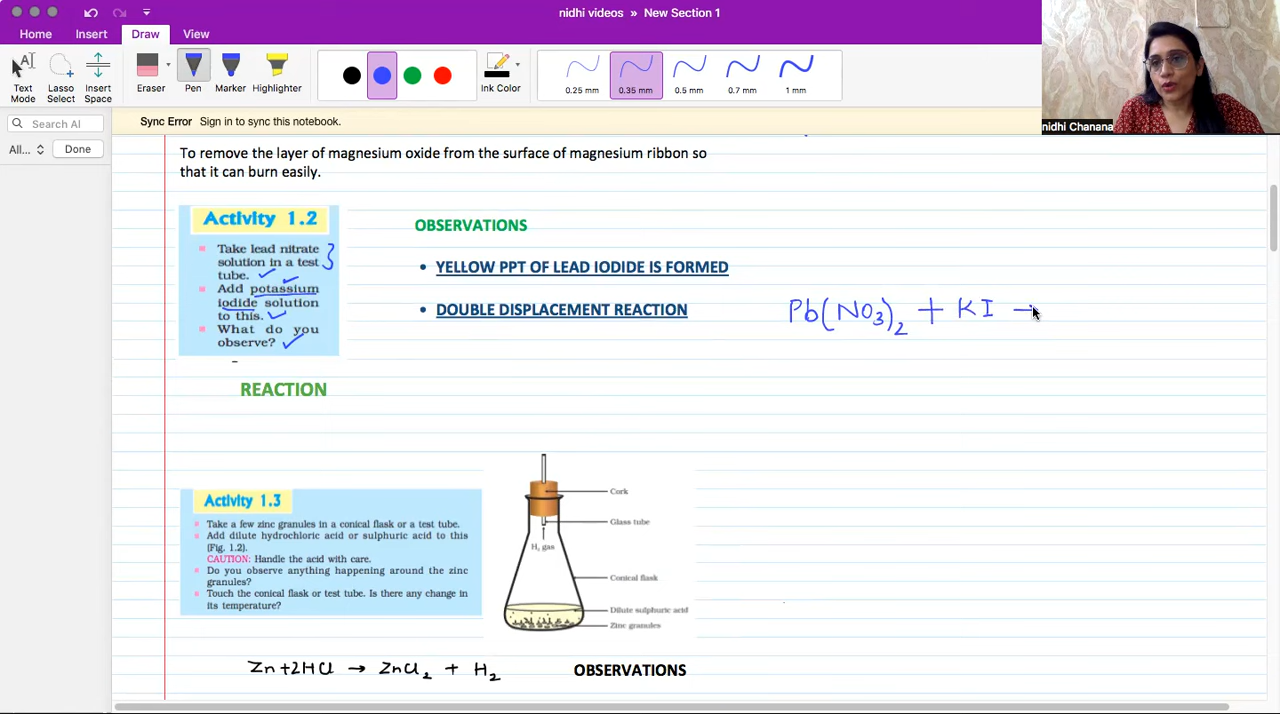 nidhi videos » New Section 1
Home Insert Draw View
Text Mode
Lasso Select
Insert Space
Eraser
Pen
Marker
Highlighter
Ink Color
0.25 mm
0.35 mm
0.5 mm
0.7 mm
1 mm
nidhi Chanana
Search Al
All...
Done
Sync Error Sign in to sync this notebook.
To remove the layer of magnesium oxide from the surface of magnesium ribbon so
that it can burn easily.
Activity 1.2
Take lead nitrate
solution in a test
tube.
Add potassium
iodide solution
to this.
What do you
observe?
OBSERVATIONS
• YELLOW PPT OF LEAD IODIDE IS FORMED
• DOUBLE DISPLACEMENT REACTION
Pb(NO₃)₂ + KI →
REACTION
Activity 1.3
Take a few zinc granules in a conical flask or a test tube.
Add dilute hydrochloric acid or sulphuric acid to this
(Fig. 1.2).
CAUTION: Handle the acid with care.
Do you observe anything happening around the zinc
granules?
Touch the conical flask or test tube. Is there any change in
its temperature?
Cork
Glass tube
H₂ gas
Conical flask
Dilute sulphuric acid
Zinc granules
Zn+2HCl → ZnCl₂ + H₂
OBSERVATIONS